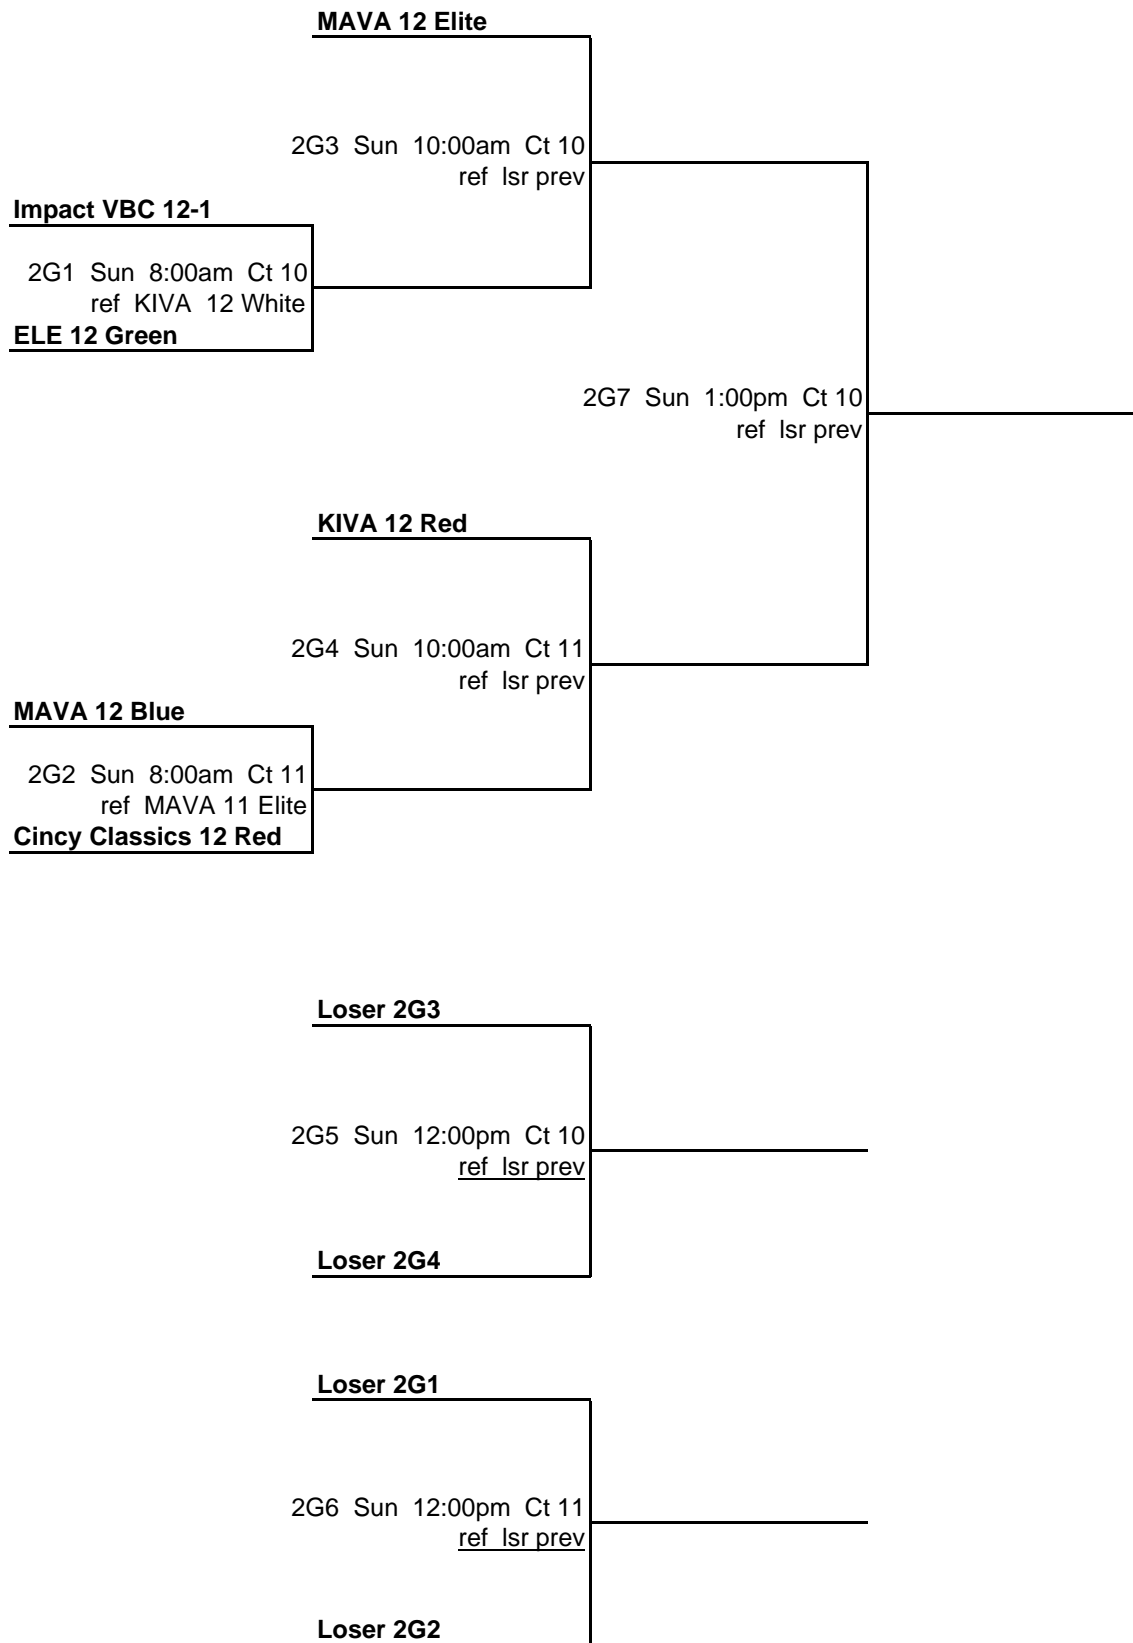 MAVA 12 Elite
2G3 Sun 10:00am Ct 10
ref lsr prev
Impact VBC 12-1
2G1 Sun 8:00am Ct 10
ref KIVA 12 White
ELE 12 Green
2G7 Sun 1:00pm Ct 10
ref lsr prev
KIVA 12 Red
2G4 Sun 10:00am Ct 11
ref lsr prev
MAVA 12 Blue
2G2 Sun 8:00am Ct 11
ref MAVA 11 Elite
Cincy Classics 12 Red
Loser 2G3
2G5 Sun 12:00pm Ct 10
ref lsr prev
Loser 2G4
Loser 2G1
2G6 Sun 12:00pm Ct 11
ref lsr prev
Loser 2G2